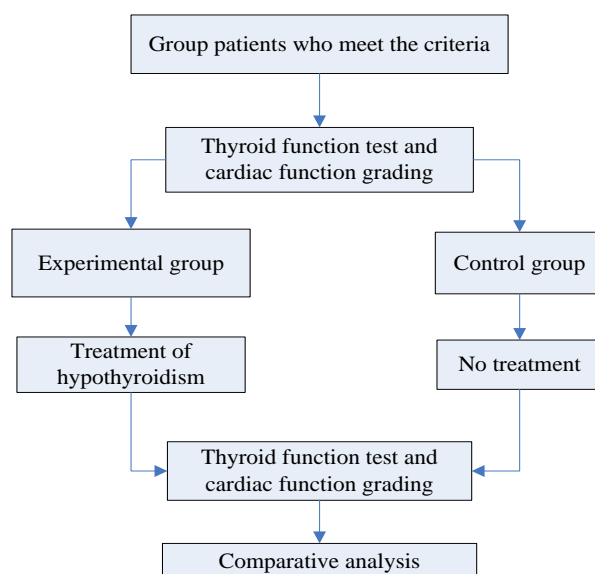 Group patients who meet the criteria
Thyroid function test and
cardiac function grading
Experimental group
Control group
Treatment of
hypothyroidism
No treatment
Thyroid function test and
cardiac function grading
Comparative analysis